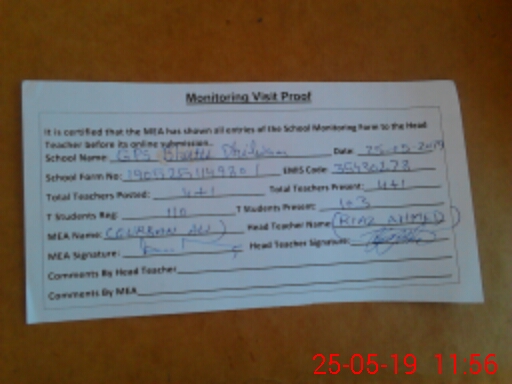 Monitoring Visit Proof
It is certified that the MEA has shown all entries of the School Monitoring Form to the Head
Teacher before its online submission.
School Name: GPS Date: 25-05-2019
School Form No: EMIS Code:
Total Teachers Posted: 4+1 Total Teachers Present: 4+1
T Students Reg: 110 T Students Present: 103
MEA Name: Head Teacher Name: (RIAZ AHMED)
MEA Signature: Head Teacher Signature:
Comments By Head Teacher
Comments By MEA
25-05-19 11:56